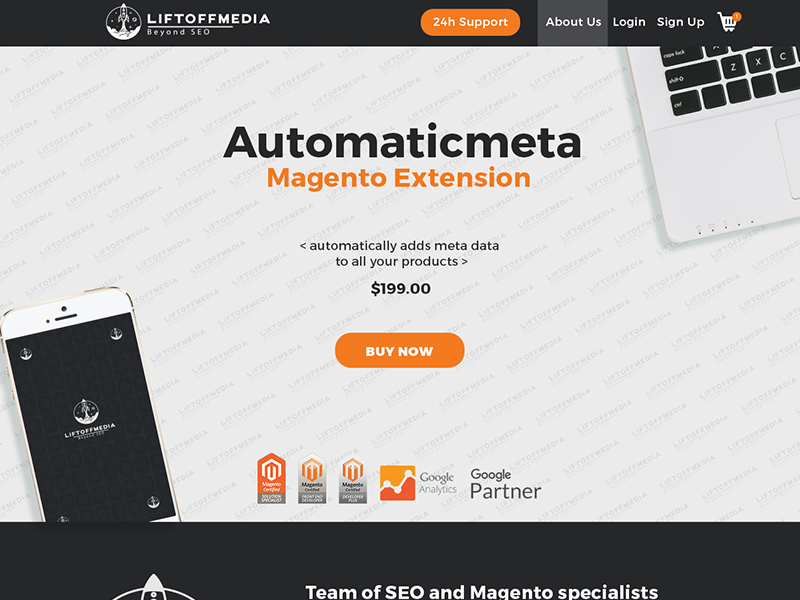 LIFTOFFMEDIA
Beyond SEO
24h Support
About Us
Login
Sign Up
1
Automaticmeta
Magento Extension
< automatically adds meta data
to all your products >
$199.00
BUY NOW
caps lock
shift
ctrl
Z
X
C
LIFTOFFMEDIA
Beyond SEO
Magento
Certified
SOLUTION
SPECIALIST
Magento
Certified
FRONT END
DEVELOPER
Magento
Certified
DEVELOPER
PLUS
Google
Analytics
Google
Partner
Team of SEO and Magento specialists